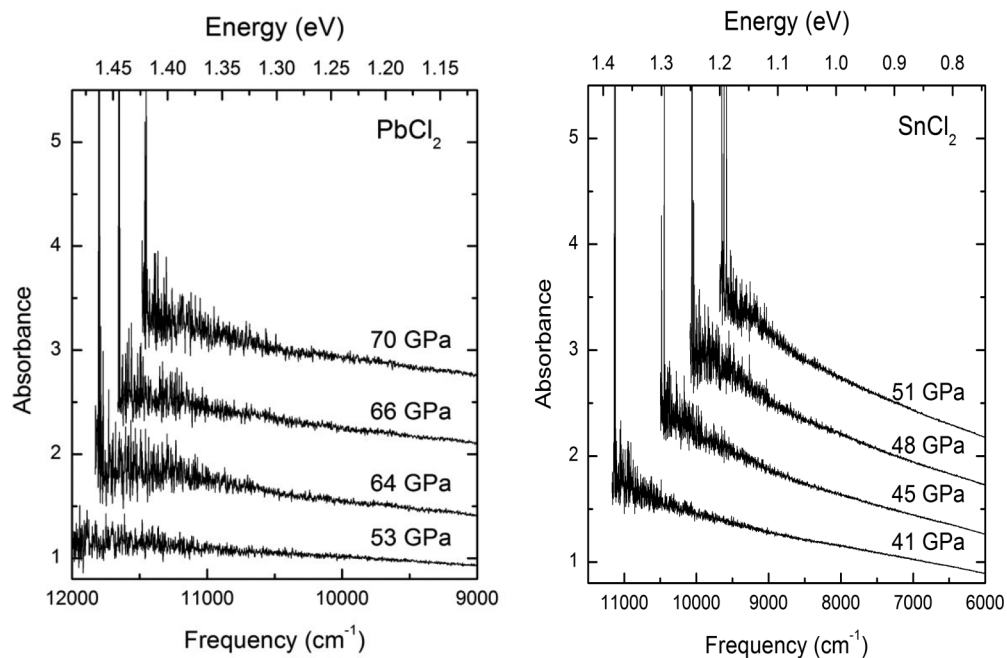 Energy (eV)
1.45 1.40 1.35 1.30 1.25 1.20 1.15
PbCl2
5
4
3
2
1
Absorbance
70 GPa
66 GPa
64 GPa
53 GPa
12000 11000 10000 9000
Frequency (cm-1)
Energy (eV)
1.4 1.3 1.2 1.1 1.0 0.9 0.8
SnCl2
5
4
3
2
1
Absorbance
51 GPa
48 GPa
45 GPa
41 GPa
11000 10000 9000 8000 7000 6000
Frequency (cm-1)